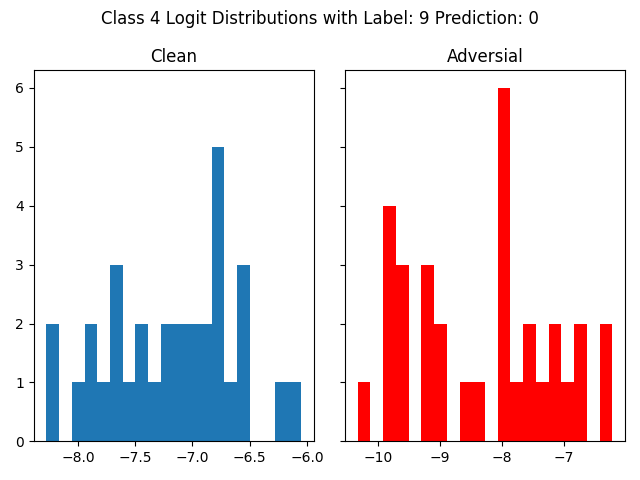 Class 4 Logit Distributions with Label: 9 Prediction: 0
Clean
Adversial
6
5
4
3
2
1
0
−8.0 −7.5 −7.0 −6.5 −6.0
−10 −9 −8 −7